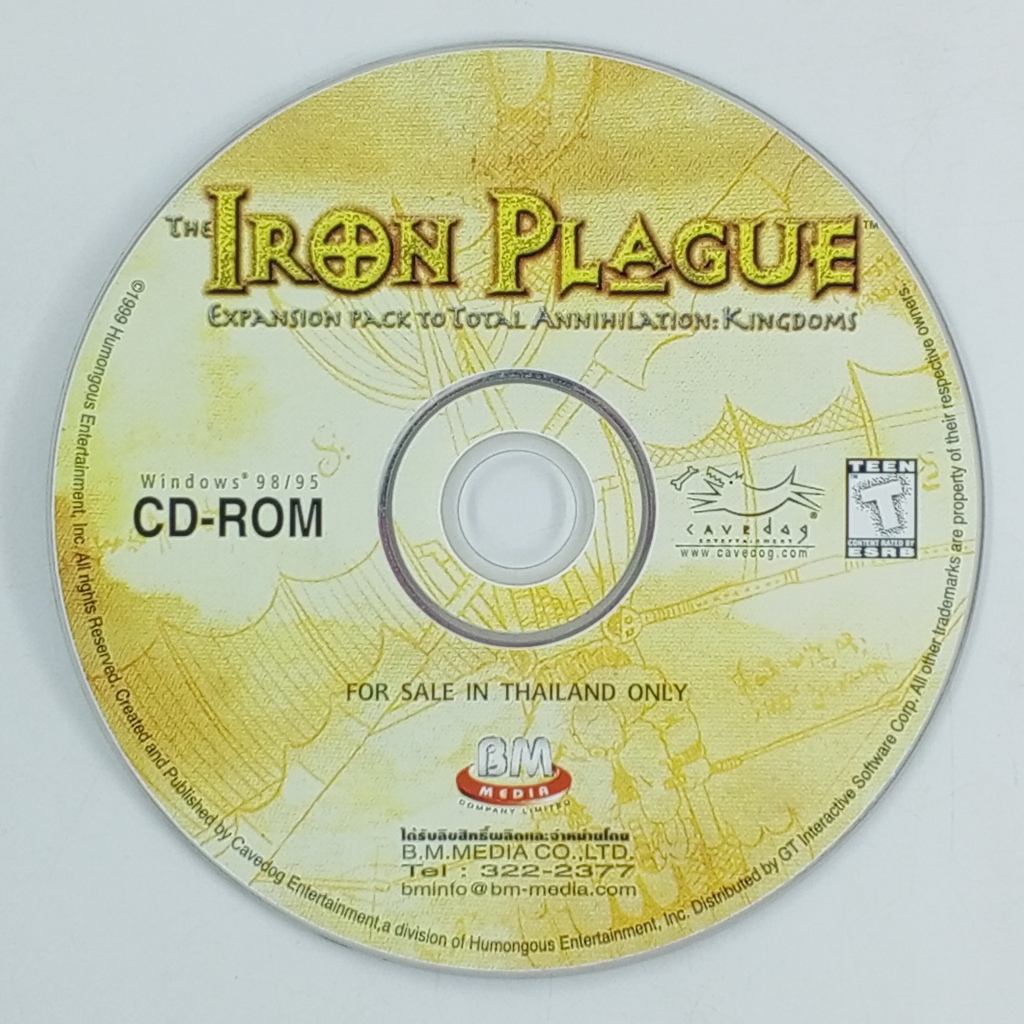 THE IRON PLAGUE™
EXPANSION PACK TO TOTAL ANNIHILATION: KINGDOMS
Windows® 98/95
CD-ROM
CAVEDOG®
ENTERTAINMENT
www.cavedog.com
TEEN
T
CONTENT RATED BY
ESRB
FOR SALE IN THAILAND ONLY
BM
MEDIA
COMPANY LIMITED
ได้รับลิขสิทธิ์ผลิตและจำหน่ายโดย
B.M.MEDIA CO.,LTD.
Tel : 322-2377
bminfo@bm-media.com
©1999 Humongous Entertainment, Inc. All rights Reserved. Created and Published by Cavedog Entertainment,a division of Humongous Entertainment, Inc. Distributed by GT Interactive Software Corp. All other trademarks are property of their respective owners.